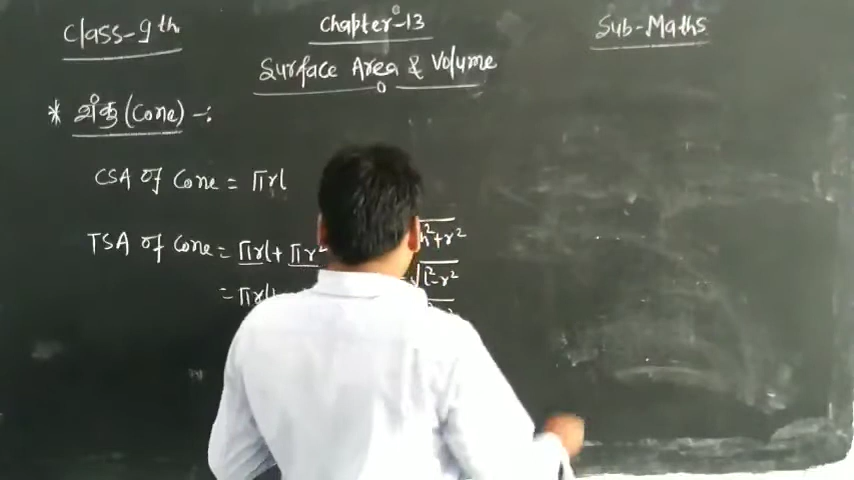 Class-9th
Chapter-13
Sub-Maths
Surface Area & Volume
* शंकु (Cone) -:
CSA Of Cone = πrl
TSA of Cone = πrl + πr²
h²+r²
= πrl
√l²-r²